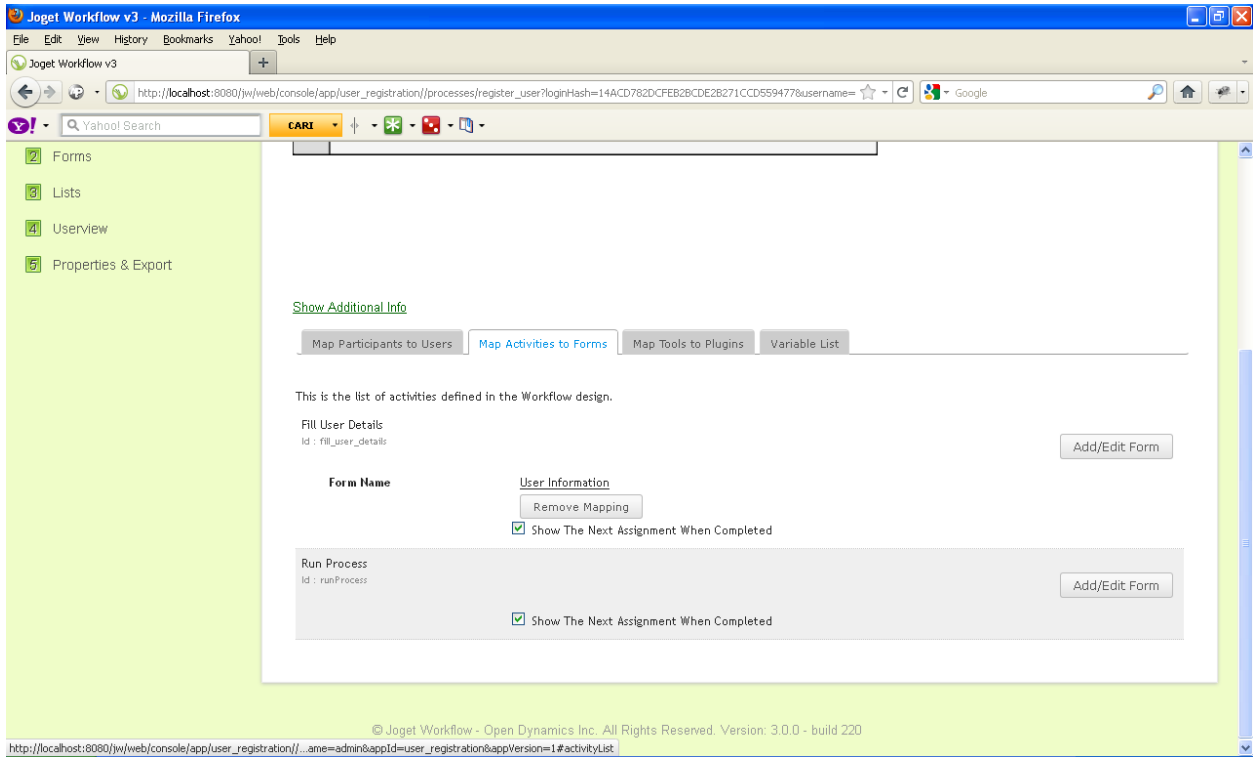 Joget Workflow v3 - Mozilla Firefox
File Edit View History Bookmarks Yahoo! Tools Help
Joget Workflow v3 +
http://localhost:8080/jw/web/console/app/user_registration//processes/register_user?loginHash=14ACD782DCFEB2BCDE2B271CCD559477&username= Google
Y! Yahoo! Search CARI
2 Forms
3 Lists
4 Userview
5 Properties & Export
Show Additional Info
Map Participants to Users Map Activities to Forms Map Tools to Plugins Variable List
This is the list of activities defined in the Workflow design.
Fill User Details
Id : fill_user_details
Add/Edit Form
Form Name User Information
Remove Mapping
Show The Next Assignment When Completed
Run Process
Id : runProcess
Add/Edit Form
Show The Next Assignment When Completed
© Joget Workflow - Open Dynamics Inc. All Rights Reserved. Version: 3.0.0 - build 220
http://localhost:8080/jw/web/console/app/user_registration//...ame=admin&appId=user_registration&appVersion=1#activityList